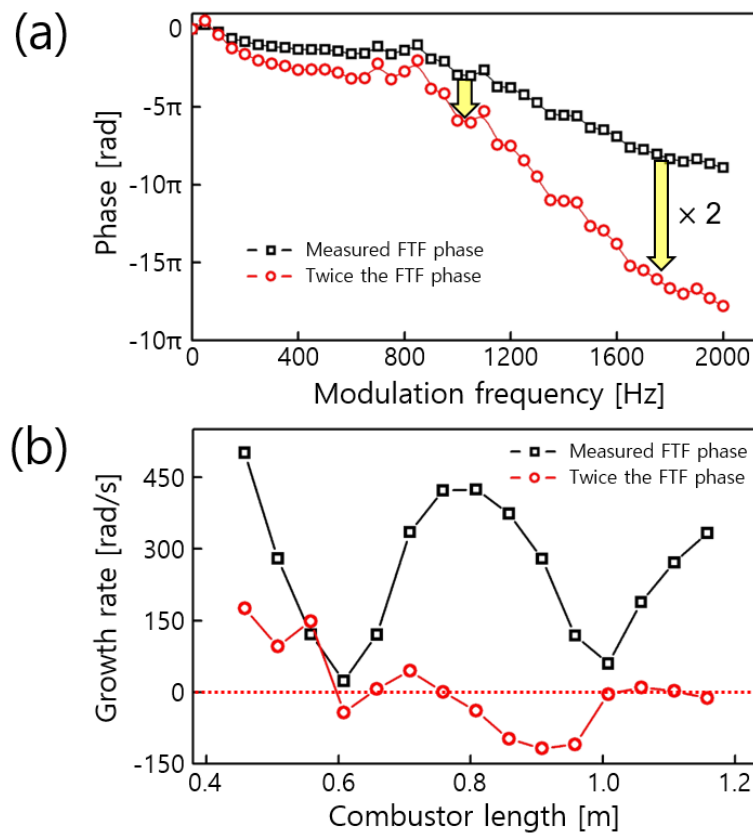 (a)
0
-5π
-10π
-15π
-10π
Phase [rad]
× 2
Measured FTF phase
Twice the FTF phase
0 400 800 1200 1600 2000
Modulation frequency [Hz]
(b)
Measured FTF phase
Twice the FTF phase
450
300
150
0
-150
Growth rate [rad/s]
0.4 0.6 0.8 1.0 1.2
Combustor length [m]